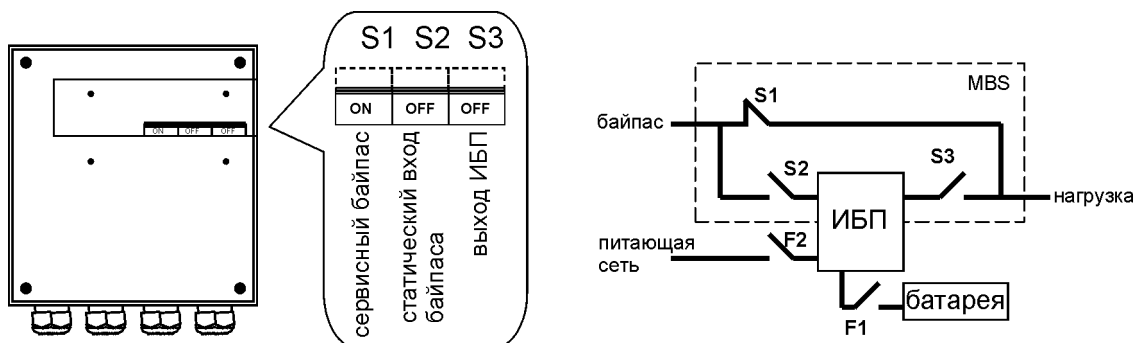 S1 S2 S3
ON OFF OFF
ON OFF OFF
сервисный байпас
статический вход
байпаса
выход ИБП
MBS
S1
байпас
S2
S3
ИБП
нагрузка
питающая
сеть
F2
батарея
F1